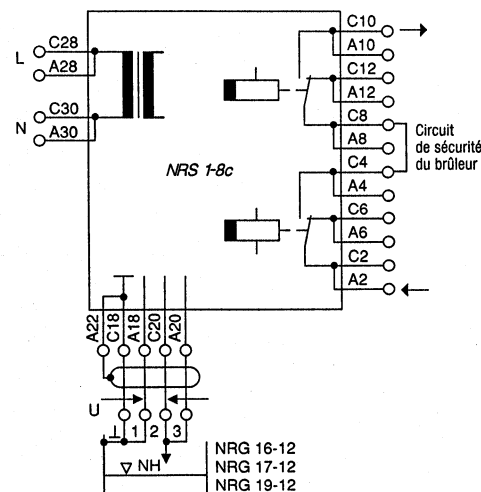 L
C28
A28
N
C30
A30
NRS 1-8c
C10
A10
C12
A12
C8
A8
C4
A4
C6
A6
C2
A2
Circuit
de sécurité
du brûleur
A22
C18
A18
C20
A20
U
⊥ 1 2 3
NH
NRG 16-12
NRG 17-12
NRG 19-12